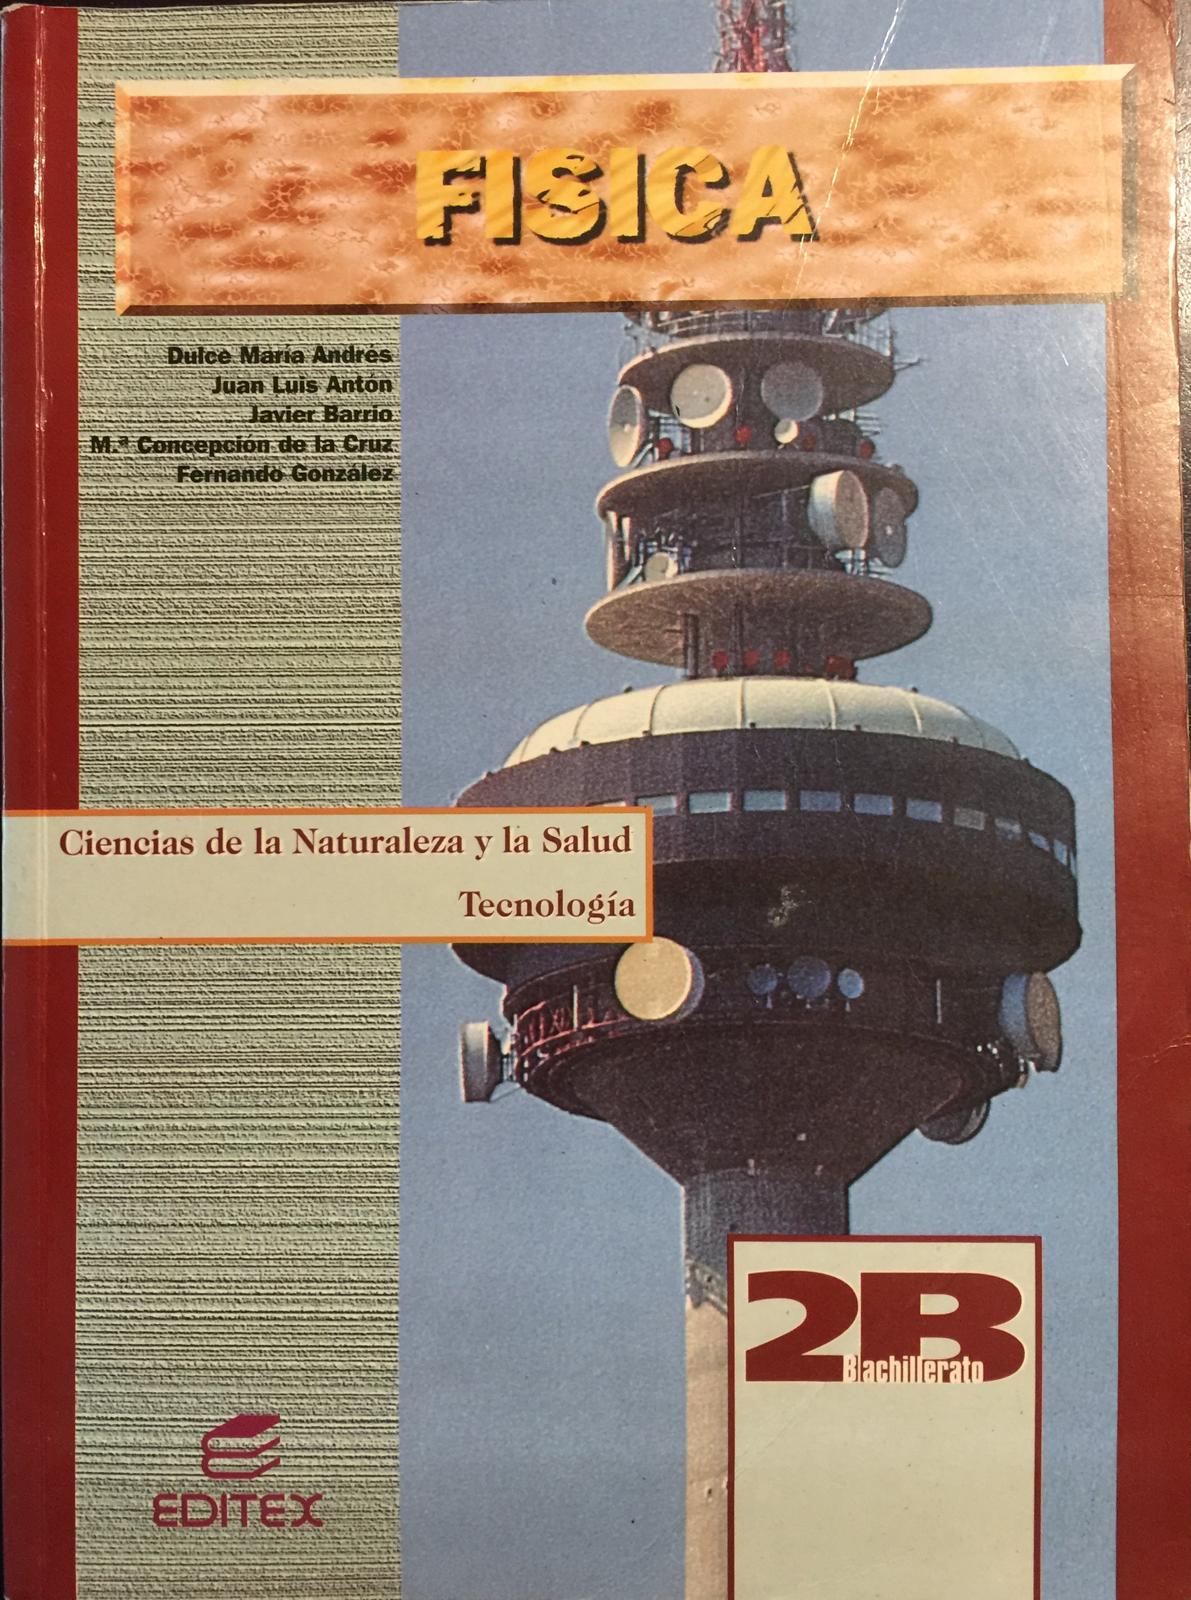 FISICA
Dulce María Andrés
Juan Luis Antón
Javier Barrio
M.ª Concepción de la Cruz
Fernando González
Ciencias de la Naturaleza y la Salud
Tecnología
2B
Bachillerato
EDITEX